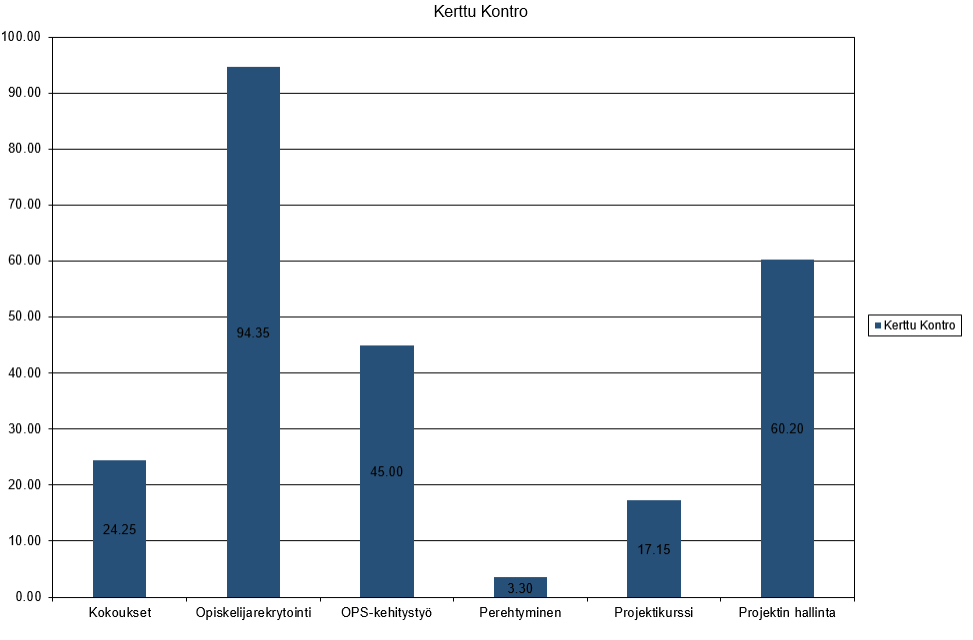 Kerttu Kontro
100.00
90.00
80.00
70.00
60.00
50.00
40.00
30.00
20.00
10.00
0.00
24.25
94.35
45.00
3.30
17.15
60.20
Kokoukset
Opiskelijarekrytointi
OPS-kehitystyö
Perehtyminen
Projektikurssi
Projektin hallinta
Kerttu Kontro